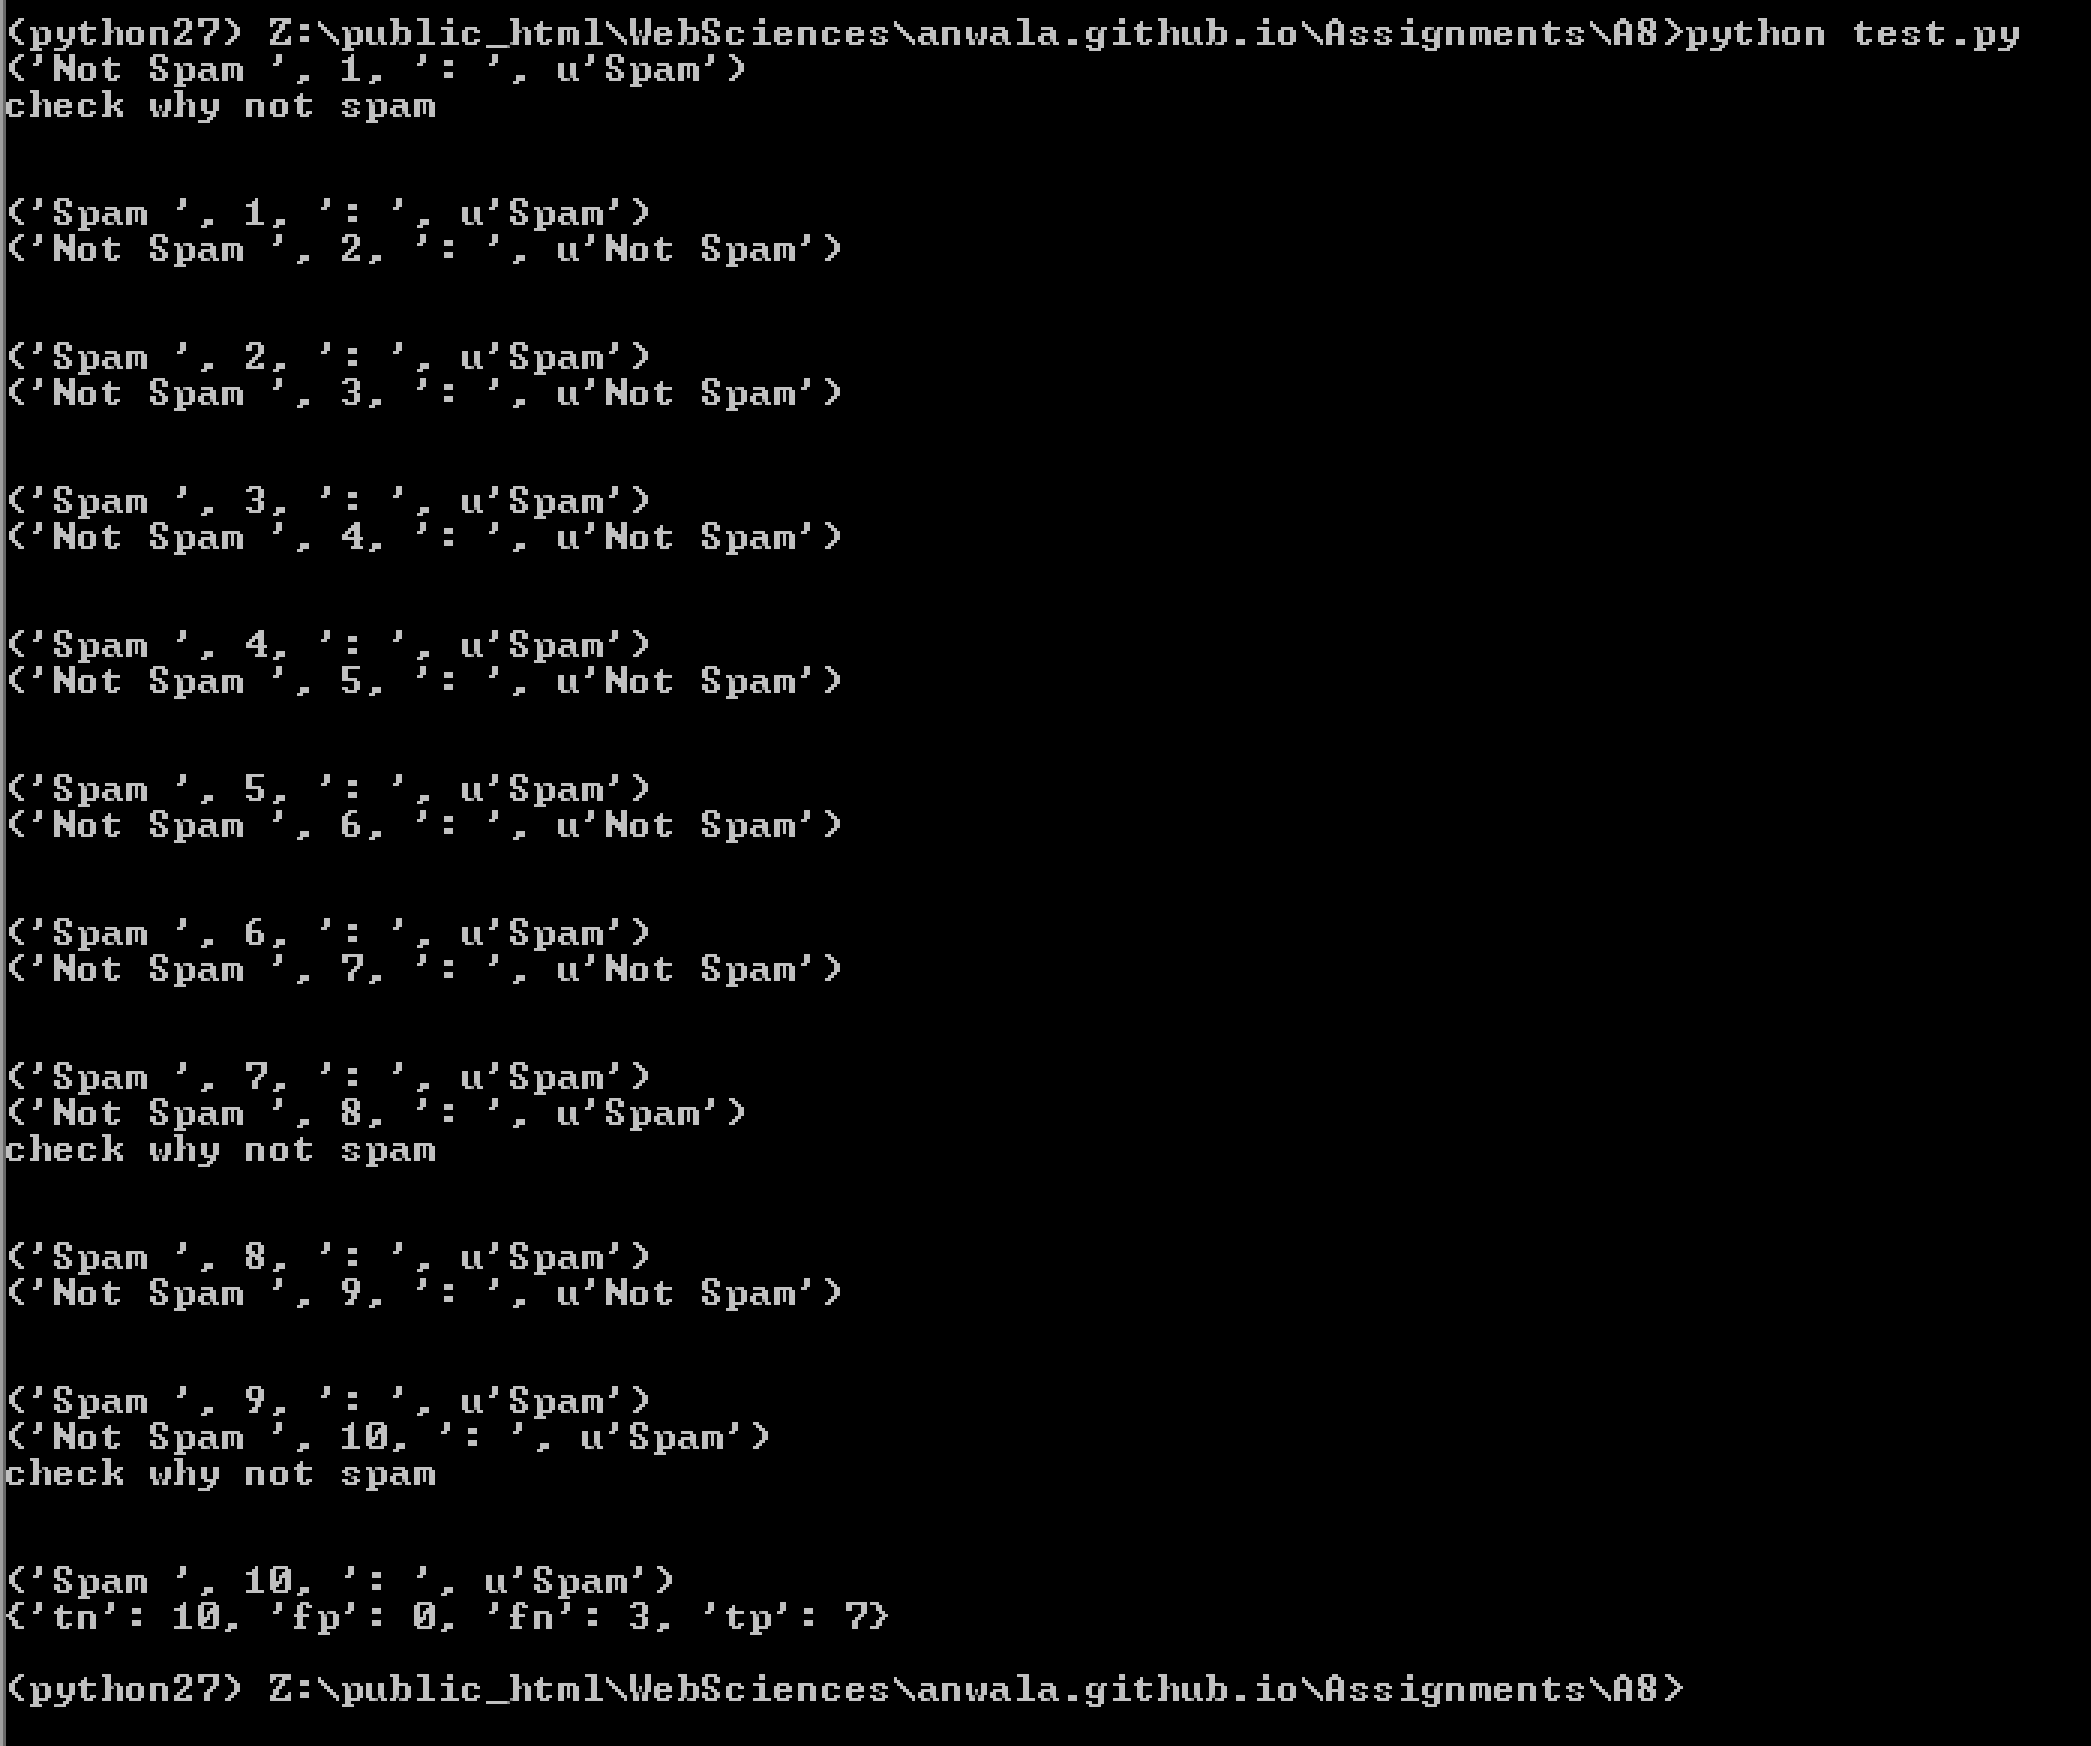 (python27) Z:\public_html\WebSciences\anwala.github.io\Assignments\A8>python test.py
('Not Spam ', 1, ': ', u'Spam')
check why not spam
('Spam ', 1, ': ', u'Spam')
('Not Spam ', 2, ': ', u'Not Spam')
('Spam ', 2, ': ', u'Spam')
('Not Spam ', 3, ': ', u'Not Spam')
('Spam ', 3, ': ', u'Spam')
('Not Spam ', 4, ': ', u'Not Spam')
('Spam ', 4, ': ', u'Spam')
('Not Spam ', 5, ': ', u'Not Spam')
('Spam ', 5, ': ', u'Spam')
('Not Spam ', 6, ': ', u'Not Spam')
('Spam ', 6, ': ', u'Spam')
('Not Spam ', 7, ': ', u'Not Spam')
('Spam ', 7, ': ', u'Spam')
('Not Spam ', 8, ': ', u'Spam')
check why not spam
('Spam ', 8, ': ', u'Spam')
('Not Spam ', 9, ': ', u'Not Spam')
('Spam ', 9, ': ', u'Spam')
('Not Spam ', 10, ': ', u'Spam')
check why not spam
('Spam ', 10, ': ', u'Spam')
{'tn': 10, 'fp': 0, 'fn': 3, 'tp': 7}
(python27) Z:\public_html\WebSciences\anwala.github.io\Assignments\A8>